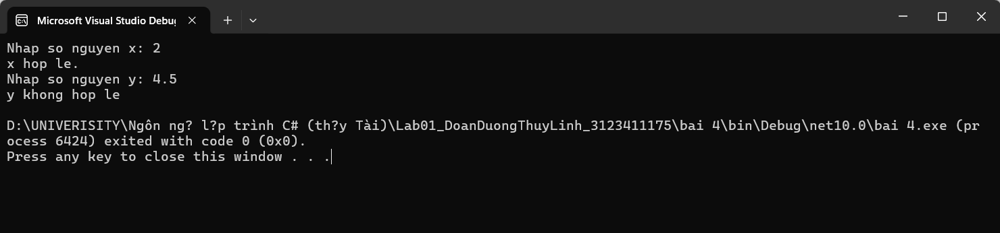 Microsoft Visual Studio Debug
Nhap so nguyen x: 2
x hop le.
Nhap so nguyen y: 4.5
y khong hop le
D:\UNIVERISITY\Ngôn ng? l?p trình C# (th?y Tài)\Lab01_DoanDuongThuyLinh_3123411175\bai 4\bin\Debug\net10.0\bai 4.exe (pr
ocess 6424) exited with code 0 (0x0).
Press any key to close this window . . .